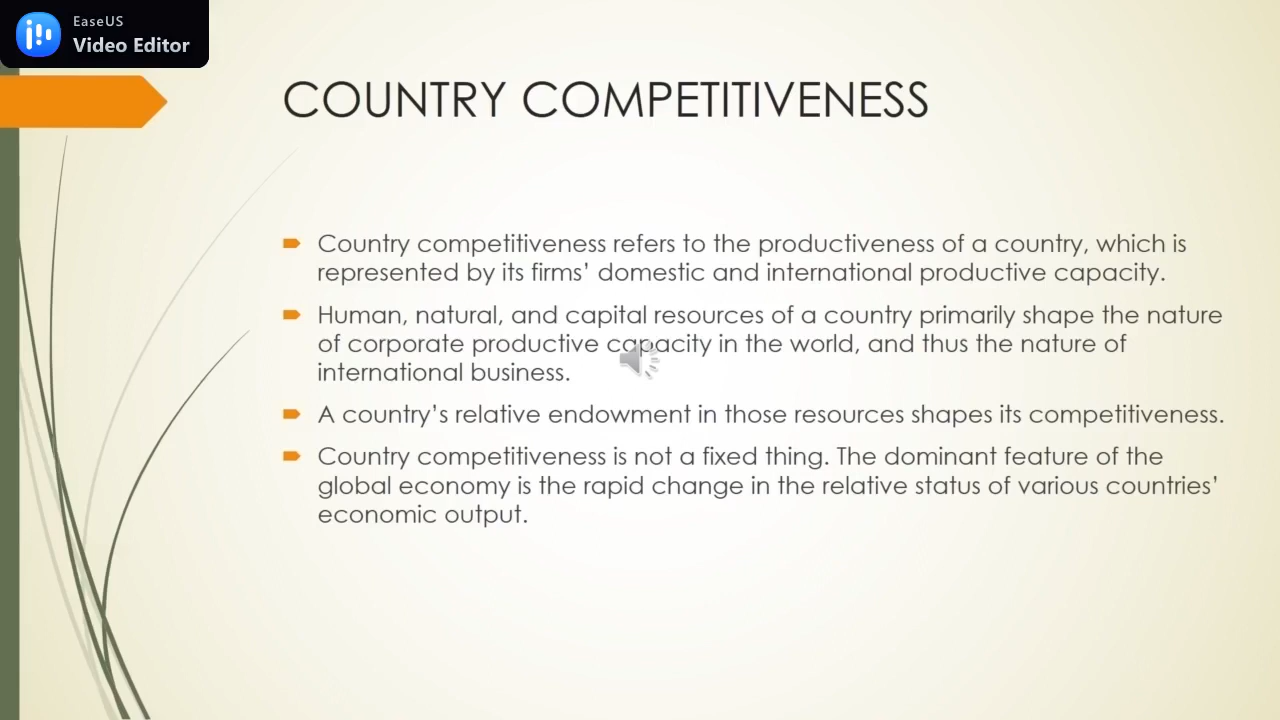 EaseUS
Video Editor
COUNTRY COMPETITIVENESS
Country competitiveness refers to the productiveness of a country, which is
represented by its firms’ domestic and international productive capacity.
Human, natural, and capital resources of a country primarily shape the nature
of corporate productive capacity in the world, and thus the nature of
international business.
A country’s relative endowment in those resources shapes its competitiveness.
Country competitiveness is not a fixed thing. The dominant feature of the
global economy is the rapid change in the relative status of various countries’
economic output.